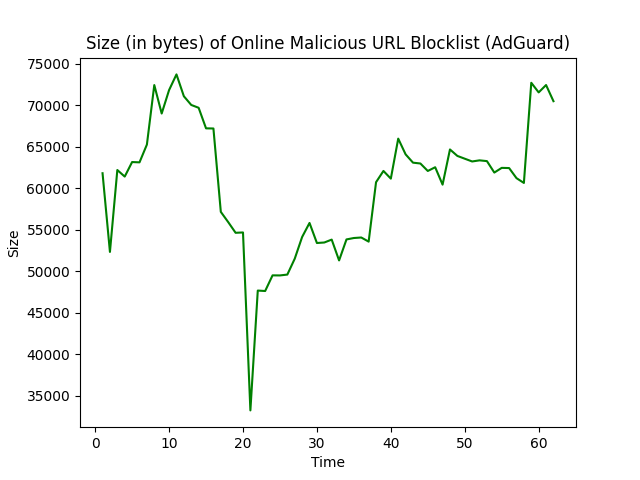 Size (in bytes) of Online Malicious URL Blocklist (AdGuard)
75000
70000
65000
60000
55000
50000
45000
40000
35000
Size
0 10 20 30 40 50 60
Time